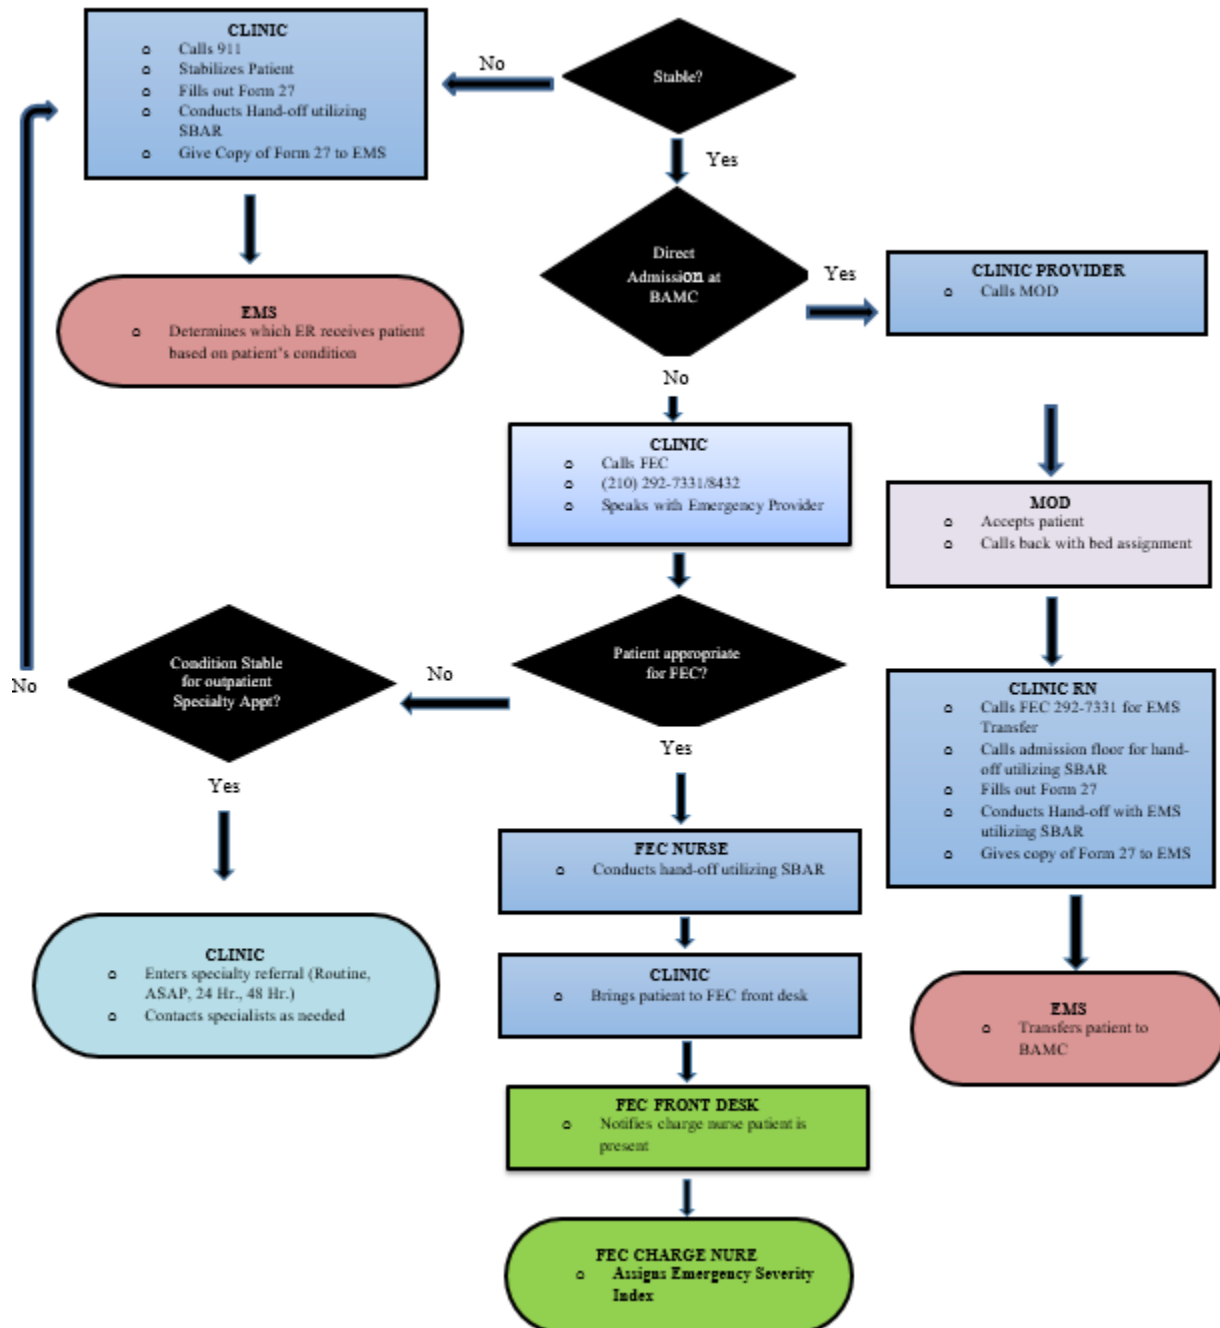 CLINIC
o Calls 911
o Stabilizes Patient
o Fills out Form 27
o Conducts Hand-off utilizing
SBAR
o Give Copy of Form 27 to EMS
No
Stable?
Yes
EMS
o Determines which ER receives patient
based on patient's condition
Direct
Admission at
BAMC
Yes
CLINIC PROVIDER
o Calls MOD
No
CLINIC
o Calls FEC
o (210) 292-7331/8432
o Speaks with Emergency Provider
MOD
o Accepts patient
o Calls back with bed assignment
Patient appropriate
for FEC?
No
Condition Stable
for outpatient
Specialty Appt?
No
Yes
Yes
CLINIC RN
o Calls FEC 292-7331 for EMS
Transfer
o Calls admission floor for hand-
off utilizing SBAR
o Fills out Form 27
o Conducts Hand-off with EMS
utilizing SBAR
o Gives copy of Form 27 to EMS
FEC NURSE
o Conducts hand-off utilizing SBAR
CLINIC
o Enters specialty referral (Routine,
ASAP, 24 Hr., 48 Hr.)
o Contacts specialists as needed
CLINIC
o Brings patient to FEC front desk
EMS
o Transfers patient to
BAMC
FEC FRONT DESK
o Notifies charge nurse patient is
present
FEC CHARGE NURE
o Assigns Emergency Severity
Index